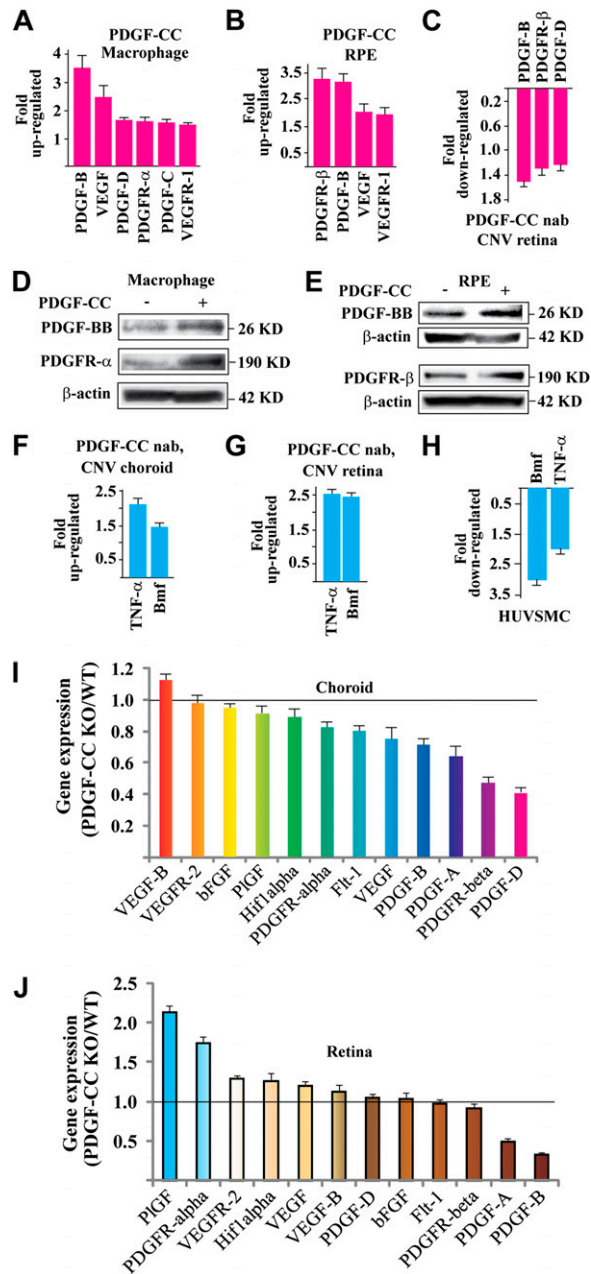 A
PDGF-CC
Macrophage
Fold
up-regulated
4
3
2
1
PDGF-B
VEGF
PDGF-D
PDGFR-α
PDGF-C
VEGFR-1
B
PDGF-CC
RPE
Fold
up-regulated
3.5
2.5
1.5
PDGFR-β
PDGF-B
VEGF
VEGFR-1
C
PDGF-B
PDGFR-β
PDGF-D
Fold
down-regulated
0.2
0.6
1.0
1.4
1.8
PDGF-CC nab
CNV retina
D
Macrophage
PDGF-CC - +
PDGF-BB - 26 KD
PDGFR-α - 190 KD
β-actin - 42 KD
E
RPE
PDGF-CC - +
PDGF-BB - 26 KD
β-actin - 42 KD
PDGFR-β - 190 KD
β-actin - 42 KD
F
PDGF-CC nab,
CNV choroid
Fold
up-regulated
2.5
1.5
.5
TNF-α
Bmf
G
PDGF-CC nab,
CNV retina
Fold
up-regulated
2.5
1.5
.5
TNF-α
Bmf
H
Bmf
TNF-α
Fold
down-regulated
0.5
1.5
2.5
3.5
HUVSMC
I
Choroid
Gene expression
(PDGF-CC KO/WT)
1.2
1.0
0.8
0.6
0.4
0.2
VEGF-B
VEGFR-2
bFGF
PlGF
Hif1alpha
PDGFR-alpha
Flt-1
VEGF
PDGF-B
PDGF-A
PDGFR-beta
PDGF-D
J
Retina
Gene expression
(PDGF-CC KO/WT)
2.5
2.0
1.5
1.0
0.5
PlGF
PDGFR-alpha
VEGFR-2
Hif1alpha
VEGF
VEGF-B
PDGF-D
bFGF
Flt-1
PDGFR-beta
PDGF-A
PDGF-B